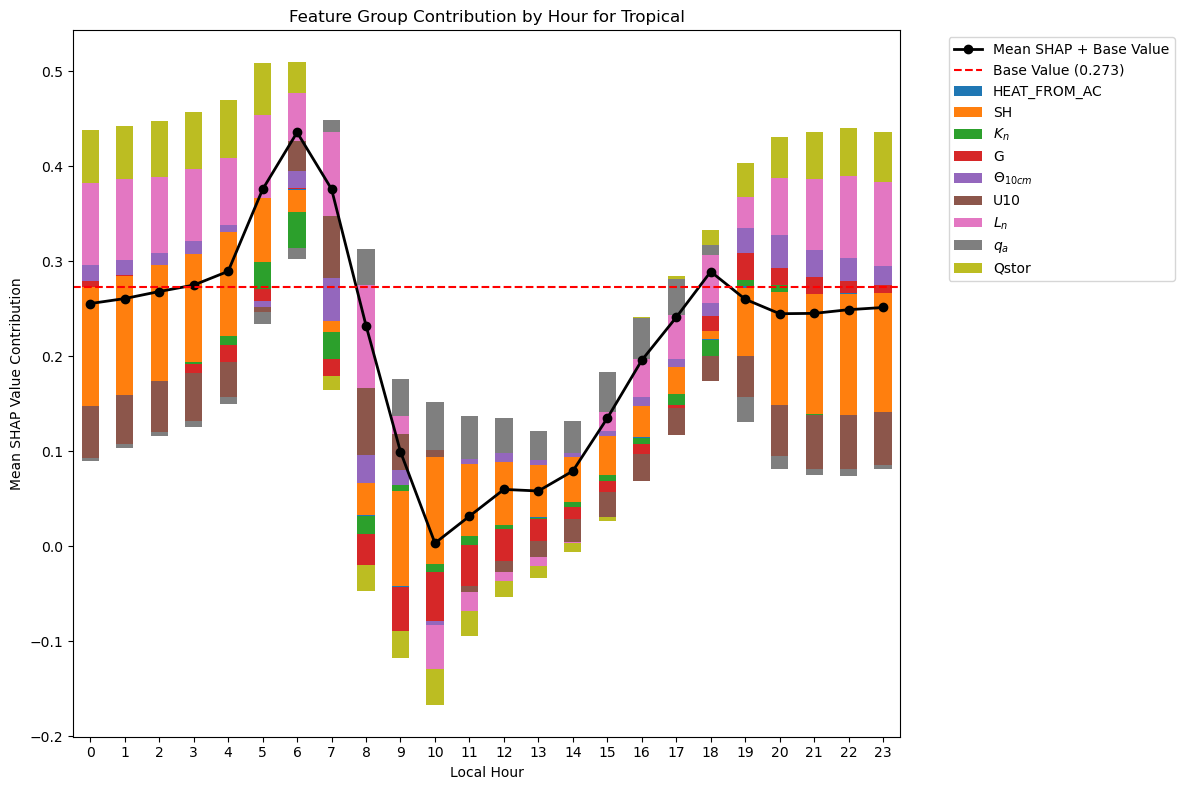 Feature Group Contribution by Hour for Tropical
Mean SHAP Value Contribution
0.5
0.4
0.3
0.2
0.1
0.0
−0.1
−0.2
0 1 2 3 4 5 6 7 8 9 10 11 12 13 14 15 16 17 18 19 20 21 22 23
Local Hour
Mean SHAP + Base Value
Base Value (0.273)
HEAT_FROM_AC
SH
Kn
G
Θ10cm
U10
Ln
qa
Qstor